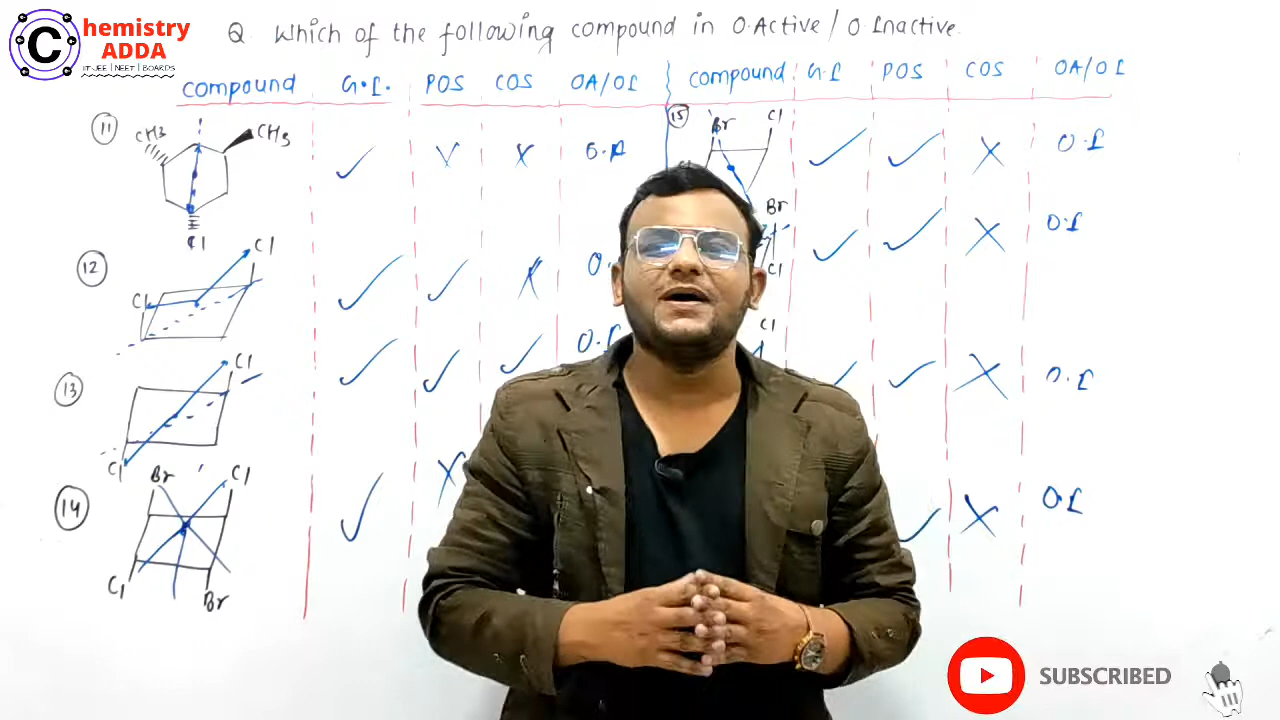 C hemistry
ADDA
IIT-JEE | NEET | BOARDS
Q. Which of the following compound in O.Active / O.Inactive.
compound G.I. POS COS OA/OI compound G.I POS COS OA/OI
11 CH3 CH3 Cl
15 Br Cl O.I
Br Cl O.I
12 Cl Cl
13 Cl Cl O.I Cl O.I
14 Br Cl Cl Br O.I
SUBSCRIBED